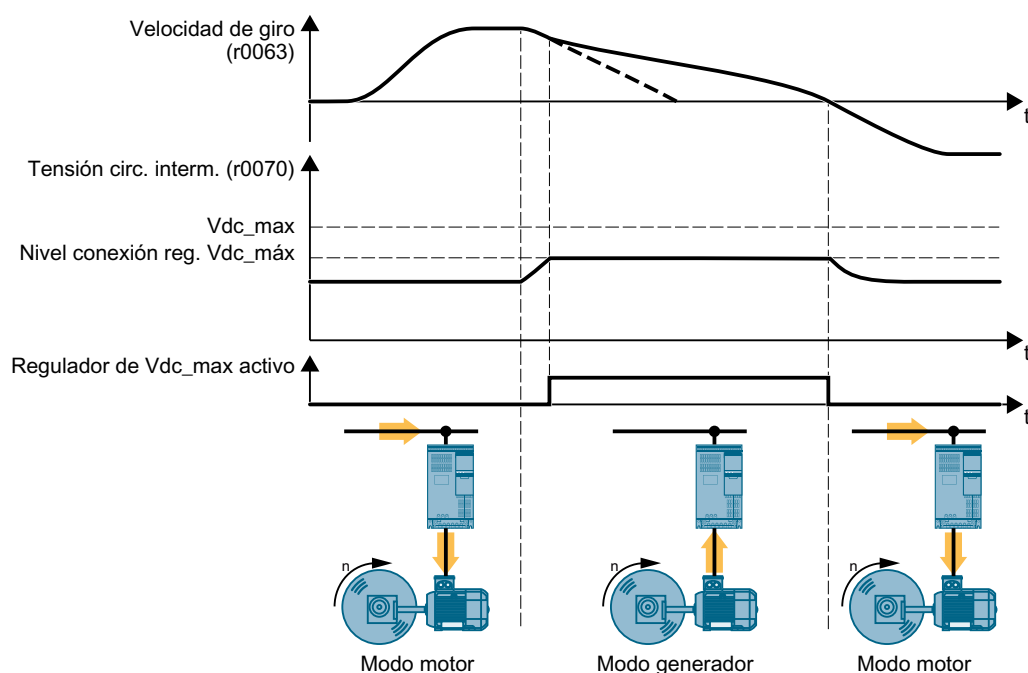 Velocidad de giro
(r0063)
t
Tensión circ. interm. (r0070)
Vdc_max
Nivel conexión reg. Vdc_máx
t
Regulador de Vdc_max activo
t
n
n
n
Modo motor
Modo generador
Modo motor